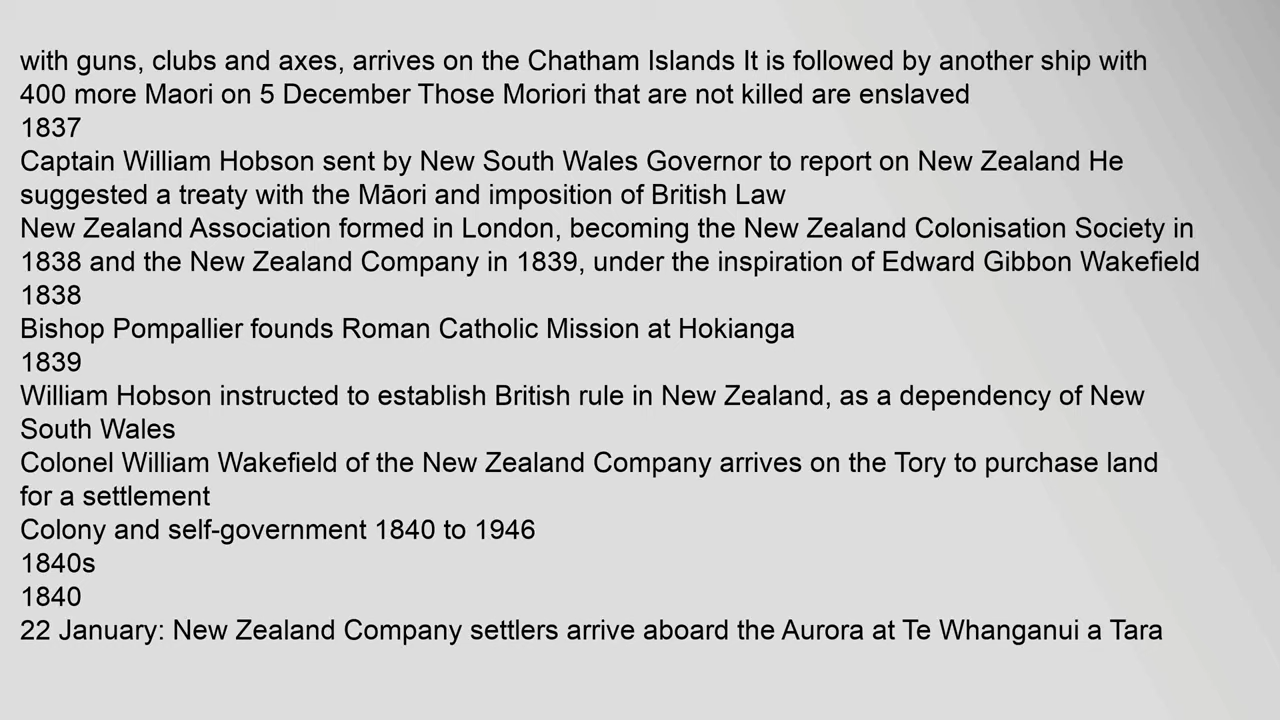 with guns, clubs and axes, arrives on the Chatham Islands It is followed by another ship with
400 more Maori on 5 December Those Moriori that are not killed are enslaved
1837
Captain William Hobson sent by New South Wales Governor to report on New Zealand He
suggested a treaty with the Māori and imposition of British Law
New Zealand Association formed in London, becoming the New Zealand Colonisation Society in
1838 and the New Zealand Company in 1839, under the inspiration of Edward Gibbon Wakefield
1838
Bishop Pompallier founds Roman Catholic Mission at Hokianga
1839
William Hobson instructed to establish British rule in New Zealand, as a dependency of New
South Wales
Colonel William Wakefield of the New Zealand Company arrives on the Tory to purchase land
for a settlement
Colony and self-government 1840 to 1946
1840s
1840
22 January: New Zealand Company settlers arrive aboard the Aurora at Te Whanganui a Tara